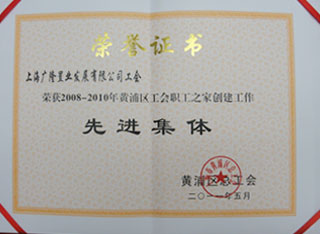 荣誉证书
上海广隆置业发展有限公司工会
荣获2008-2010年黄浦区工会职工之家创建工作
先进集体
黄浦区总工会
二〇一一年五月